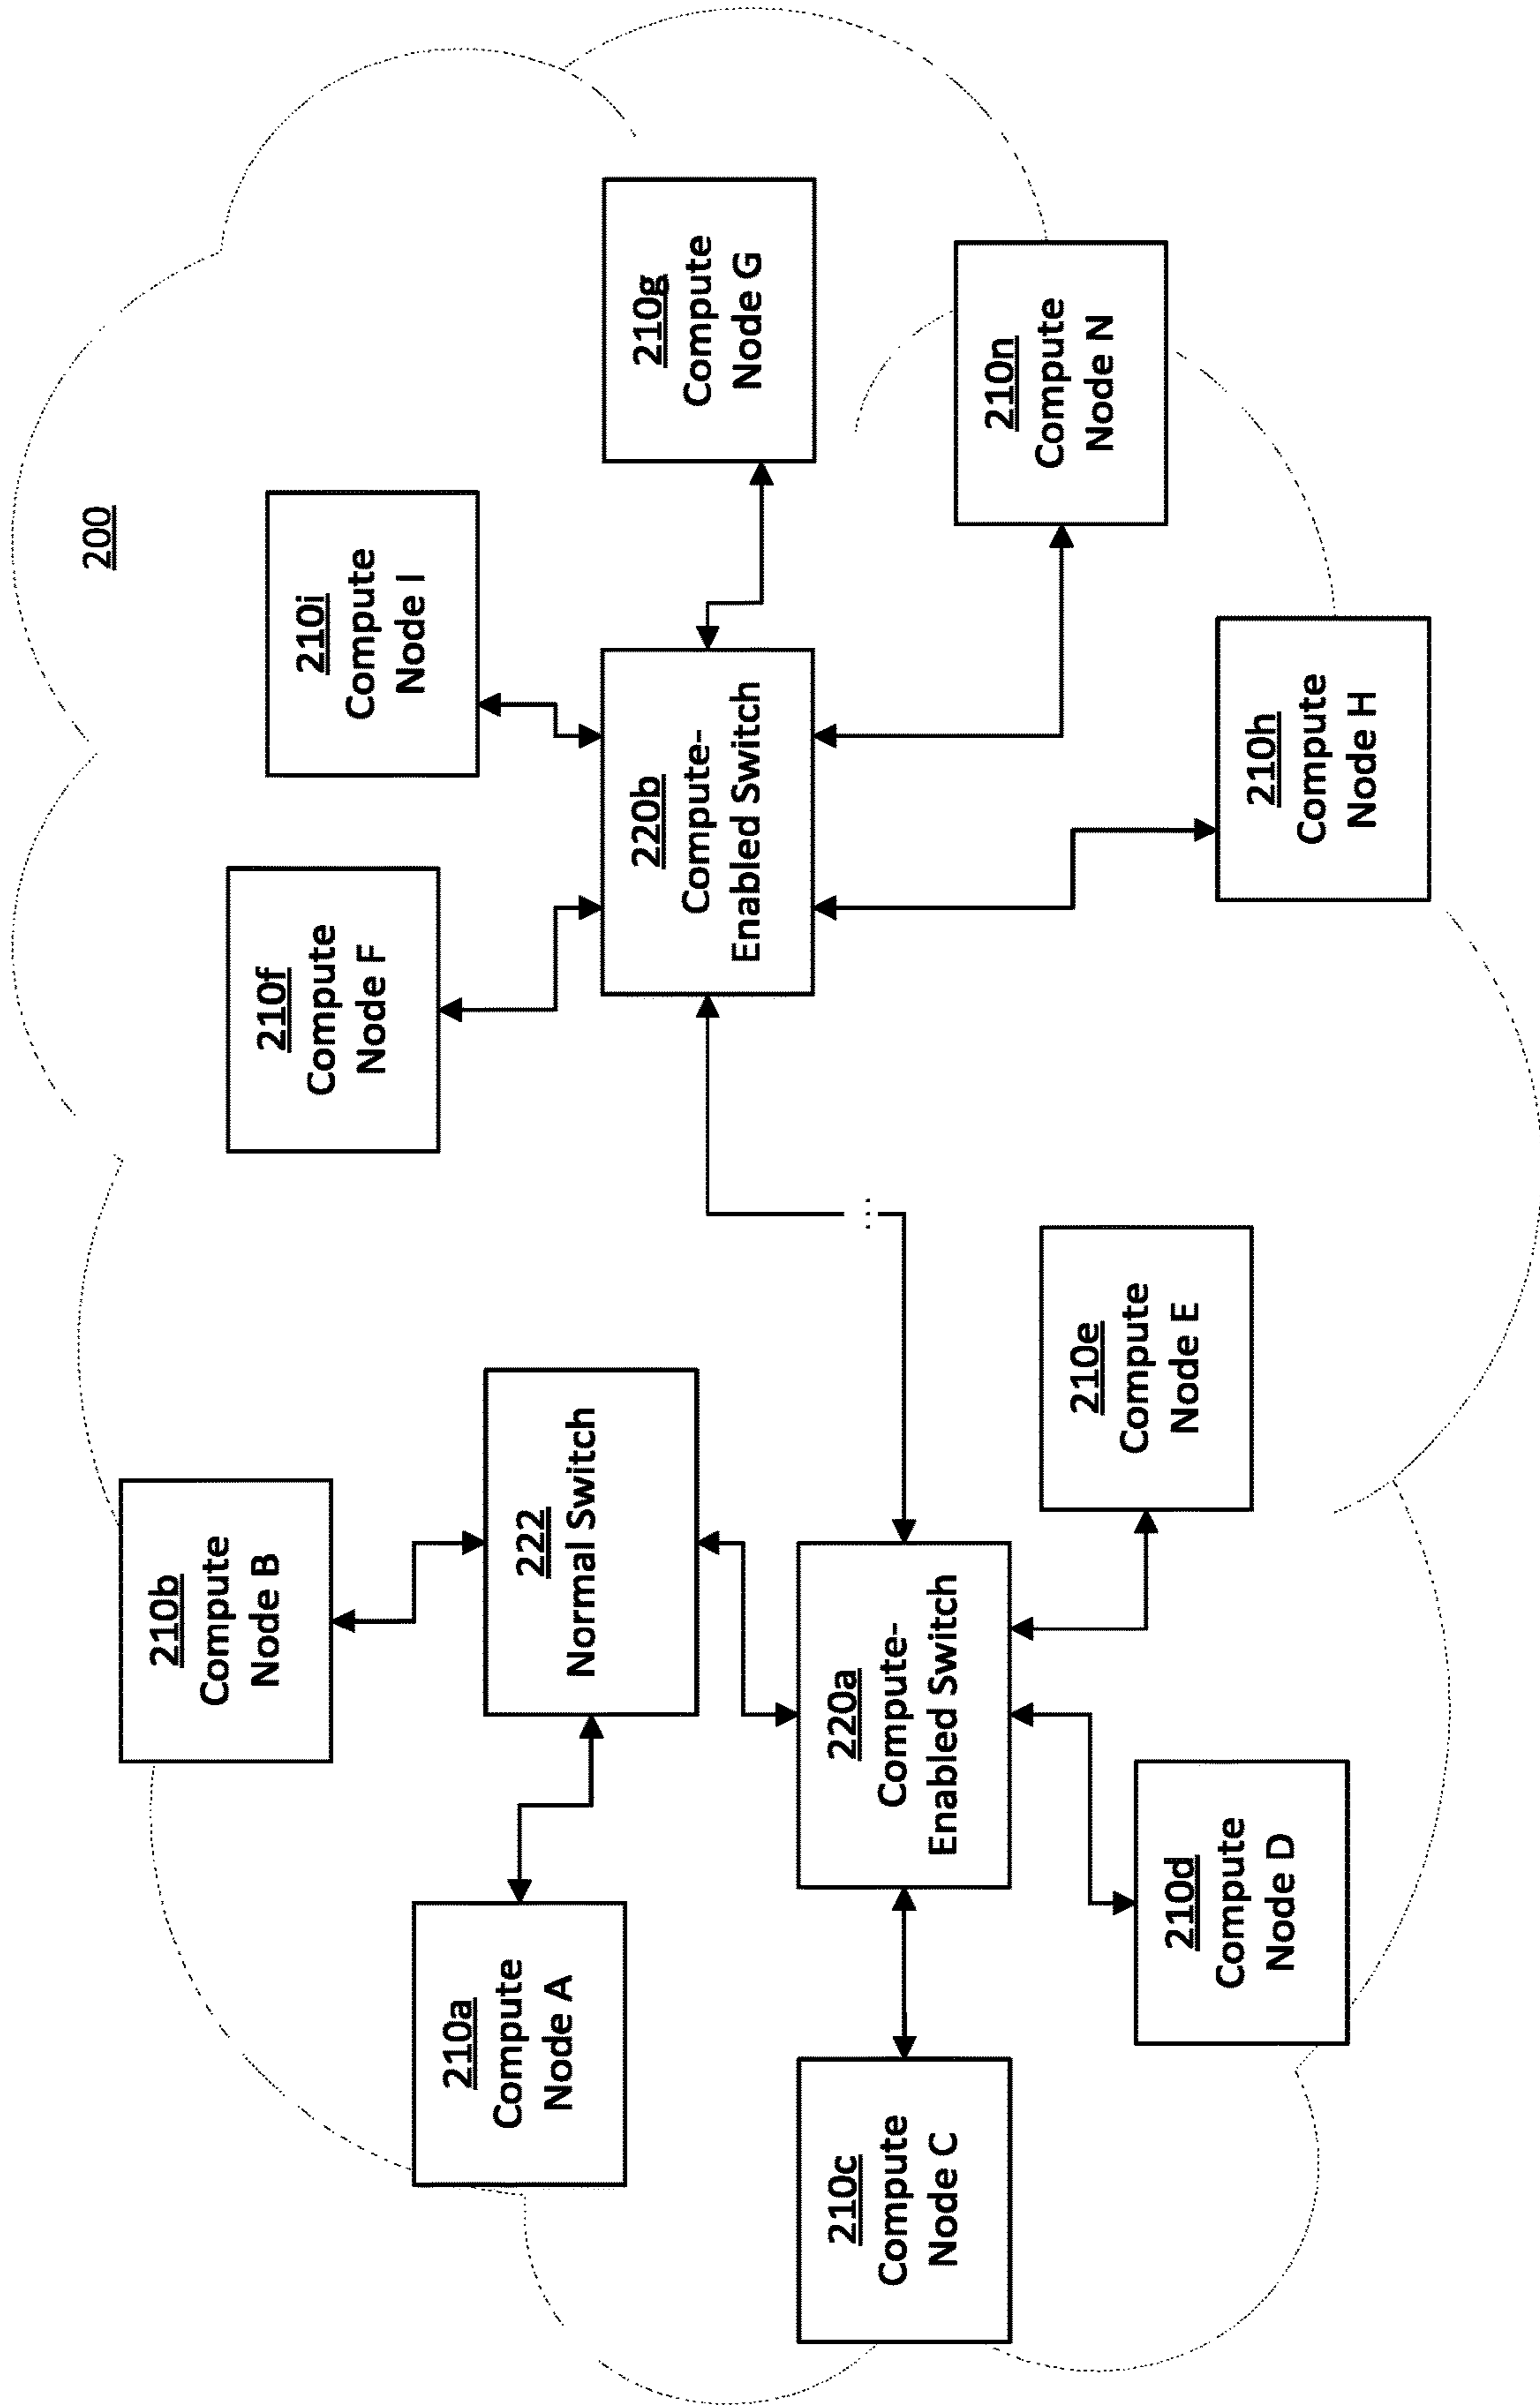 200
210b
Compute
Node B
210f
Compute
Node F
210i
Compute
Node I
210a
Compute
Node A
222
Normal Switch
220b
Compute-
Enabled Switch
210g
Compute
Node G
210c
Compute
Node C
220a
Compute-
Enabled Switch
...
210e
Compute
Node E
210n
Compute
Node N
210d
Compute
Node D
210h
Compute
Node H